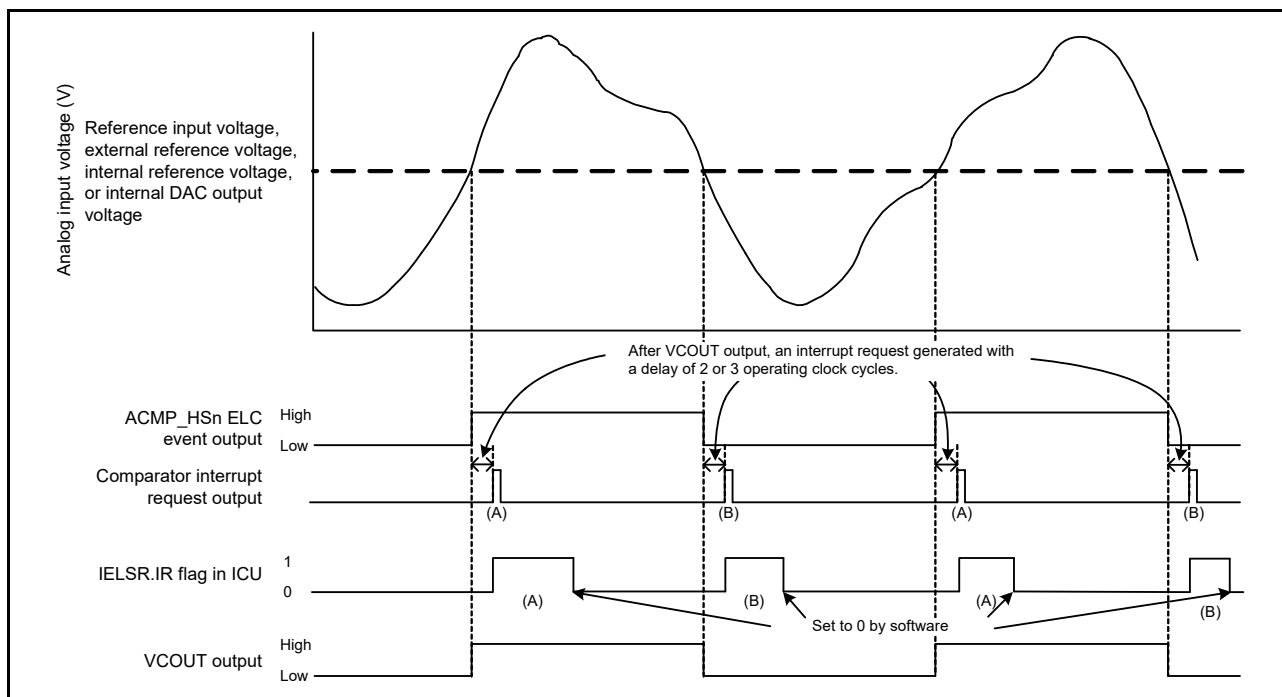 Analog input voltage (V)
Reference input voltage,
external reference voltage,
internal reference voltage,
or internal DAC output
voltage
After VCOUT output, an interrupt request generated with
a delay of 2 or 3 operating clock cycles.
ACMP_HSn ELC
event output
High
Low
Comparator interrupt
request output
(A)
(B)
(A)
(B)
IELSR.IR flag in ICU
1
0
(A)
(B)
(A)
(B)
Set to 0 by software
VCOUT output
High
Low